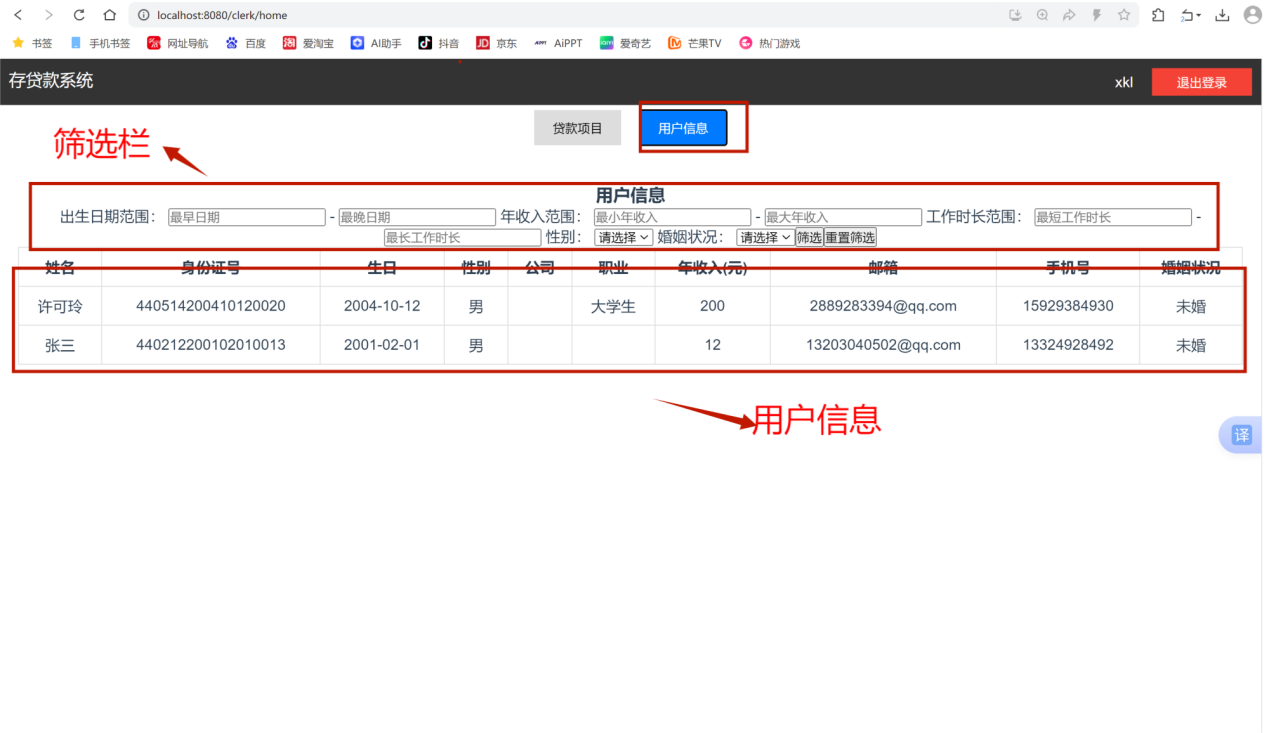 localhost:8080/clerk/home
书签 手机书签 网址导航 百度 爱淘宝 AI助手 抖音 JD 京东 AiPPT 爱奇艺 芒果TV 热门游戏
存贷款系统 xkl 退出登录
贷款项目 用户信息
筛选栏
用户信息
出生日期范围: 最早日期 - 最晚日期 年收入范围: 最小年收入 - 最大年收入 工作时长范围: 最短工作时长 -
最长工作时长 性别: 请选择 婚姻状况: 请选择 筛选 重置筛选
姓名 身份证号 生日 性别 公司 职业 年收入(元) 邮箱 手机号 婚姻状况
许可玲 440514200410120020 2004-10-12 男 大学生 200 2889283394@qq.com 15929384930 未婚
张三 440212200102010013 2001-02-01 男 12 13203040502@qq.com 13324928492 未婚
用户信息
译